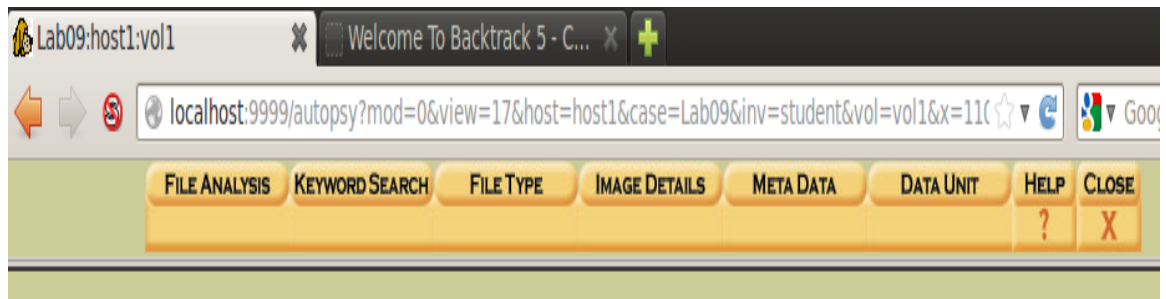 Lab09:host1:vol1 Welcome To Backtrack 5 - C...
localhost:9999/autopsy?mod=0&view=17&host=host1&case=Lab09&inv=student&vol=vol1&x=110 Goog
FILE ANALYSIS KEYWORD SEARCH FILE TYPE IMAGE DETAILS META DATA DATA UNIT HELP CLOSE
? X